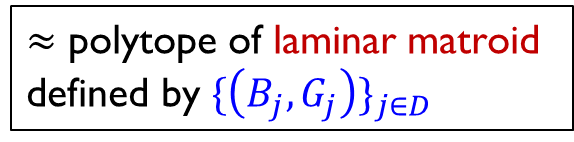 ≈ polytope of laminar matroid
defined by {(B_j, G_j)}_{j∈D}